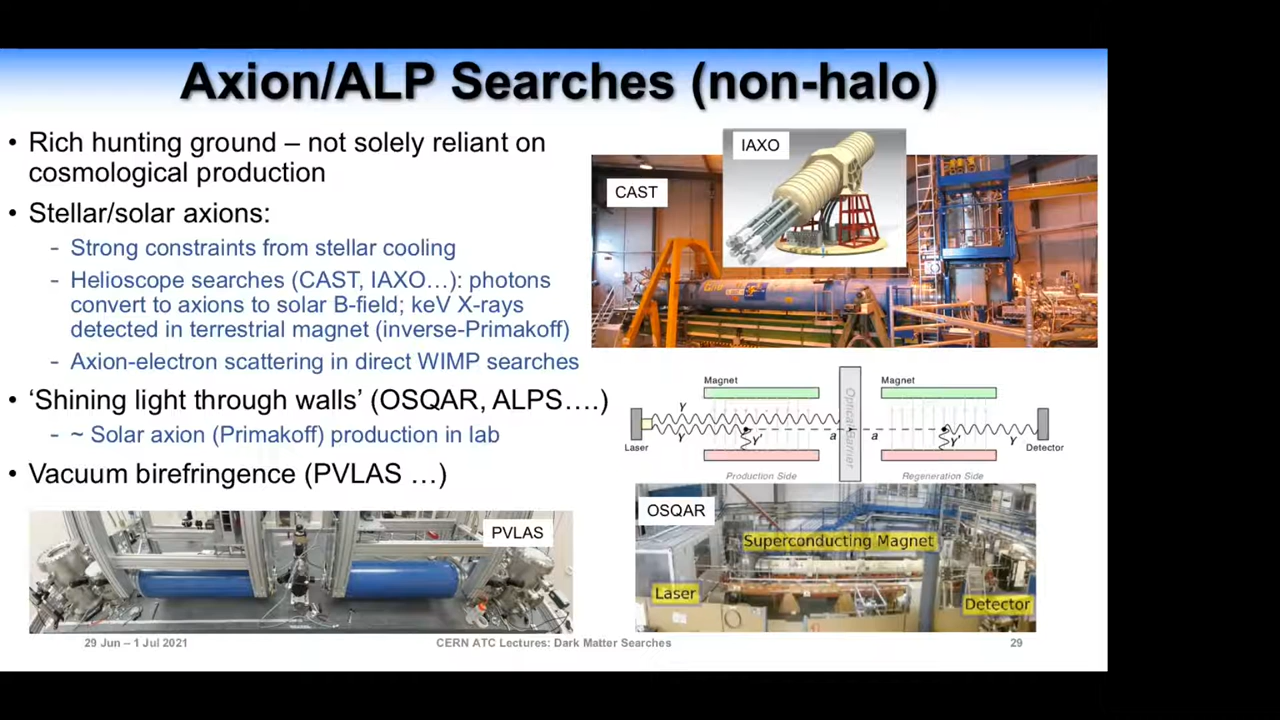 Axion/ALP Searches (non-halo)
• Rich hunting ground – not solely reliant on
cosmological production
• Stellar/solar axions:
- Strong constraints from stellar cooling
- Helioscope searches (CAST, IAXO…): photons
convert to axions to solar B-field; keV X-rays
detected in terrestrial magnet (inverse-Primakoff)
- Axion-electron scattering in direct WIMP searches
• ‘Shining light through walls’ (OSQAR, ALPS….)
- ~ Solar axion (Primakoff) production in lab
• Vacuum birefringence (PVLAS …)
IAXO
CAST
Magnet
Magnet
Optical Barrier
γ
γ
γ'
a
a
γ'
γ
Laser
Detector
Production Side
Regeneration Side
PVLAS
OSQAR
Superconducting Magnet
Laser
Detector
29 Jun – 1 Jul 2021
CERN ATC Lectures: Dark Matter Searches
29